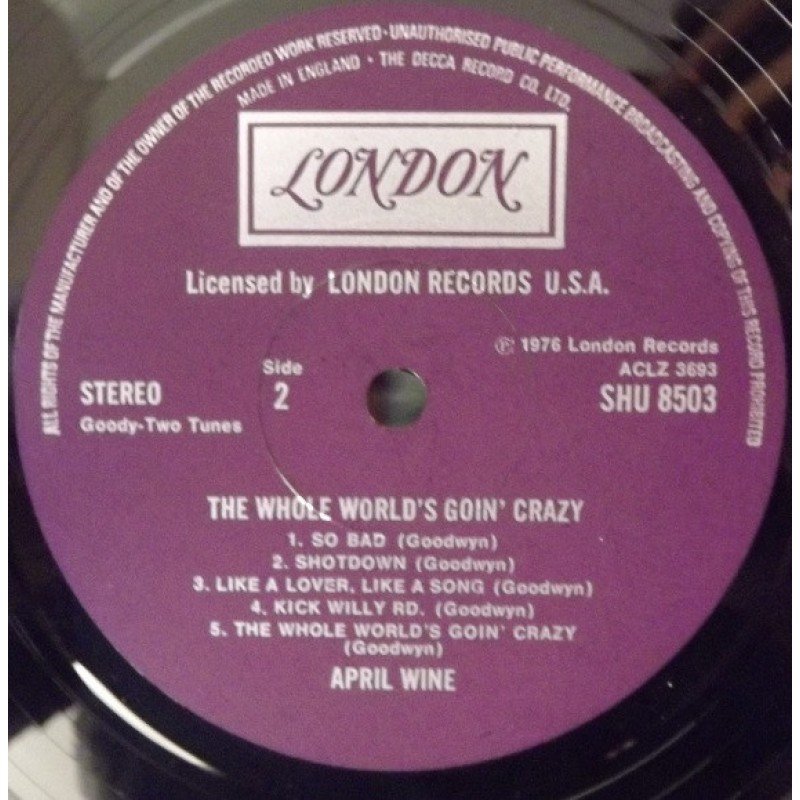 ALL RIGHTS OF THE MANUFACTURER AND OF THE OWNER OF THE RECORDED WORK RESERVED · UNAUTHORISED PUBLIC PERFORMANCE BROADCASTING AND COPYING OF THIS RECORD PROHIBITED
MADE IN ENGLAND · THE DECCA RECORD CO. LTD.
LONDON
Licensed by LONDON RECORDS U.S.A.
℗ 1976 London Records
ACLZ 3693
SHU 8503
Side
2
STEREO
Goody-Two Tunes
THE WHOLE WORLD'S GOIN' CRAZY
1. SO BAD (Goodwyn)
2. SHOTDOWN (Goodwyn)
3. LIKE A LOVER, LIKE A SONG (Goodwyn)
4. KICK WILLY RD. (Goodwyn)
5. THE WHOLE WORLD'S GOIN' CRAZY
(Goodwyn)
APRIL WINE